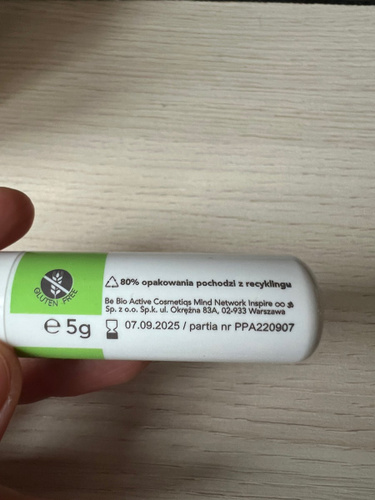 80% opakowania pochodzi z recyklingu
GLUTEN FREE
Be Bio Active Cosmetiqs Mind Network Inspire
Sp. z o.o. Sp.k. ul. Okrężna 83A, 02-933 Warszawa
℮ 5g
07.09.2025 / partia nr PPA220907